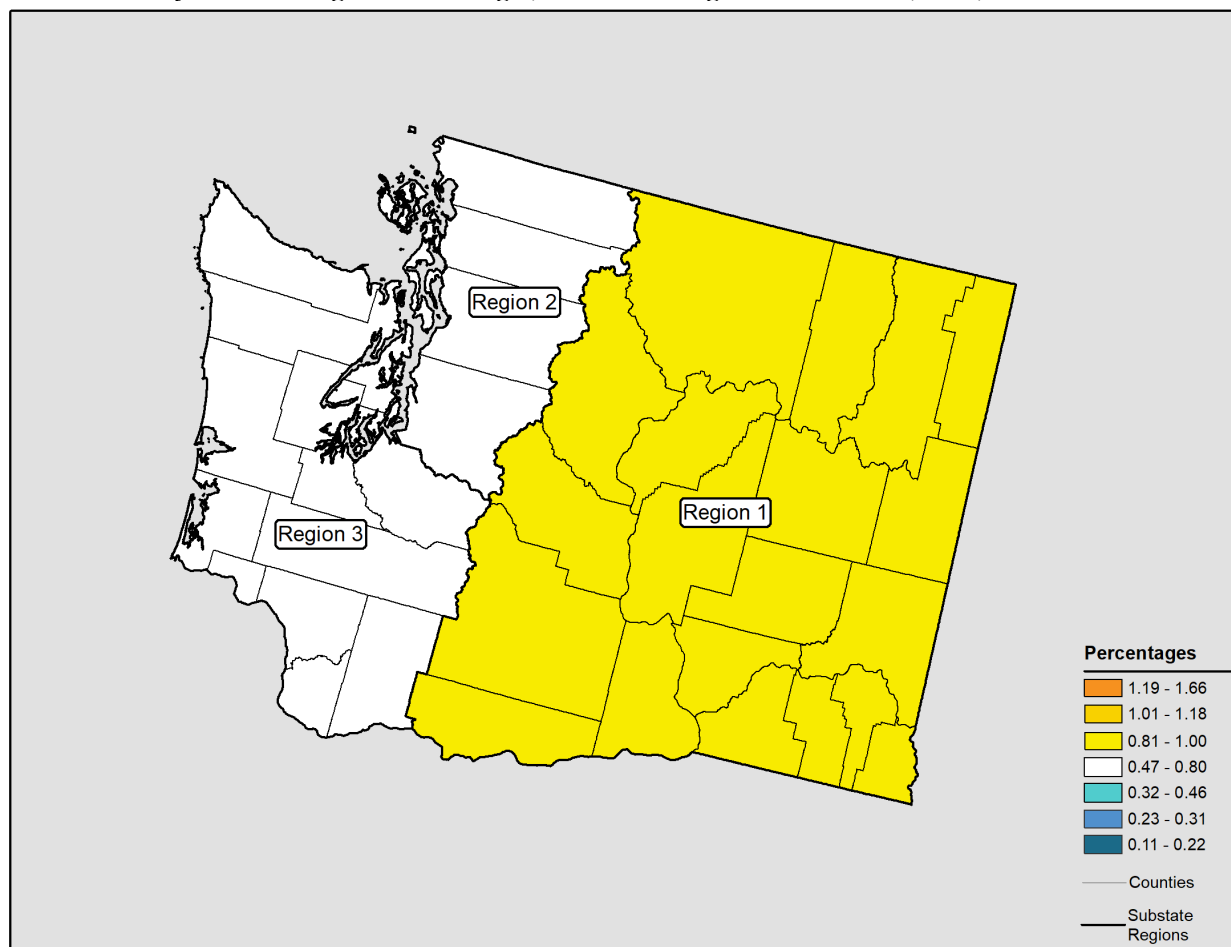 Region 2
Region 1
Region 3
Percentages
1.19 - 1.66
1.01 - 1.18
0.81 - 1.00
0.47 - 0.80
0.32 - 0.46
0.23 - 0.31
0.11 - 0.22
Counties
Substate
Regions